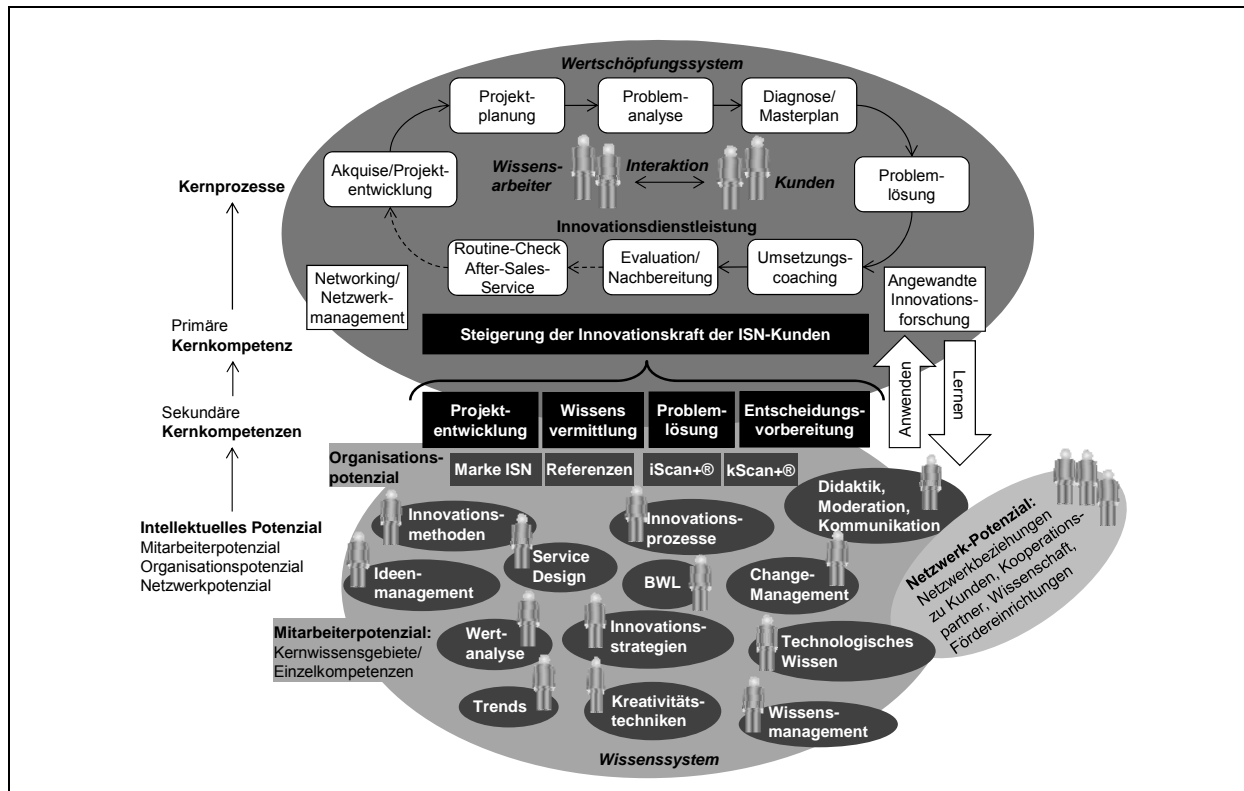 Wertschöpfungssystem
Projekt-
planung
Problem-
analyse
Diagnose/
Masterplan
Akquise/Projekt-
entwicklung
Wissens-
arbeiter
Interaktion
Kunden
Problem-
lösung
Kernprozesse
Innovationsdienstleistung
Routine-Check
After-Sales-
Service
Evaluation/
Nachbereitung
Umsetzungs-
coaching
Networking/
Netzwerk-
management
Angewandte
Innovations-
forschung
Primäre
Kernkompetenz
Steigerung der Innovationskraft der ISN-Kunden
Anwenden
Lernen
Sekundäre
Kernkompetenzen
Projekt-
entwicklung
Wissens
vermittlung
Problem-
lösung
Entscheidungs-
vorbereitung
Organisations-
potenzial
Marke ISN
Referenzen
iScan+®
kScan+®
Didaktik,
Moderation,
Kommunikation
Intellektuelles Potenzial
Mitarbeiterpotenzial
Organisationspotenzial
Netzwerkpotenzial
Innovations-
methoden
Innovations-
prozesse
Ideen-
management
Service
Design
BWL
Change-
Management
Netzwerk-Potenzial:
Netzwerkbeziehungen
zu Kunden, Kooperations-
partner, Wissenschaft,
Fördereinrichtungen
Mitarbeiterpotenzial:
Kernwissensgebiete/
Einzelkompetenzen
Wert-
analyse
Innovations-
strategien
Technologisches
Wissen
Trends
Kreativitäts-
techniken
Wissens-
management
Wissenssystem